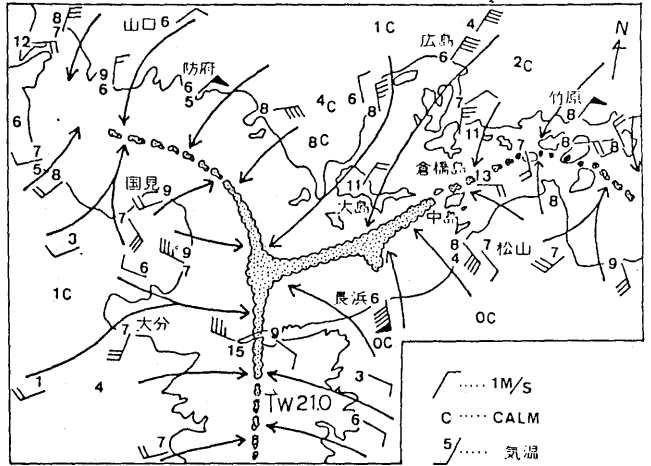 8 山口 6 1C 広島 4
7 6 2C N
12 9 防府
6 6 6 竹原
5 8 4C 8 7 8
6 8C 11 8
7 倉橋島 7
5 11 13
8 国見 9 大島 中島 8
7 8 7 松山
3 9 4
6 7 9
1C 長浜 6 0C
7 大分 9 0C
15
1 4 3 1M/S
Tw21.0 C CALM
6 5 気温
7